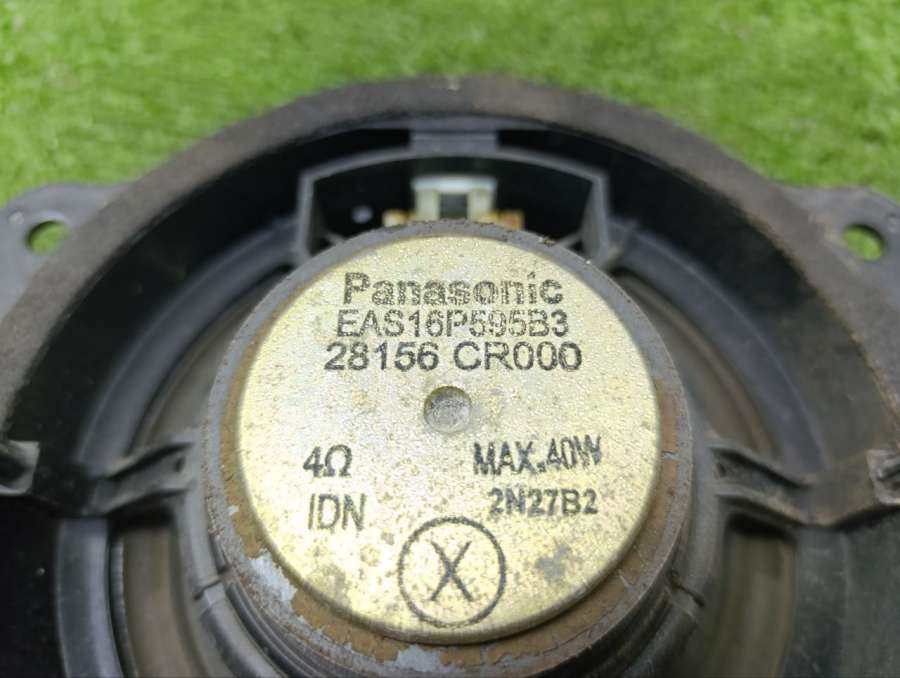 Panasonic
EAS16P595B3
28156 CR000
4Ω MAX.40W
IDN 2N27B2
X